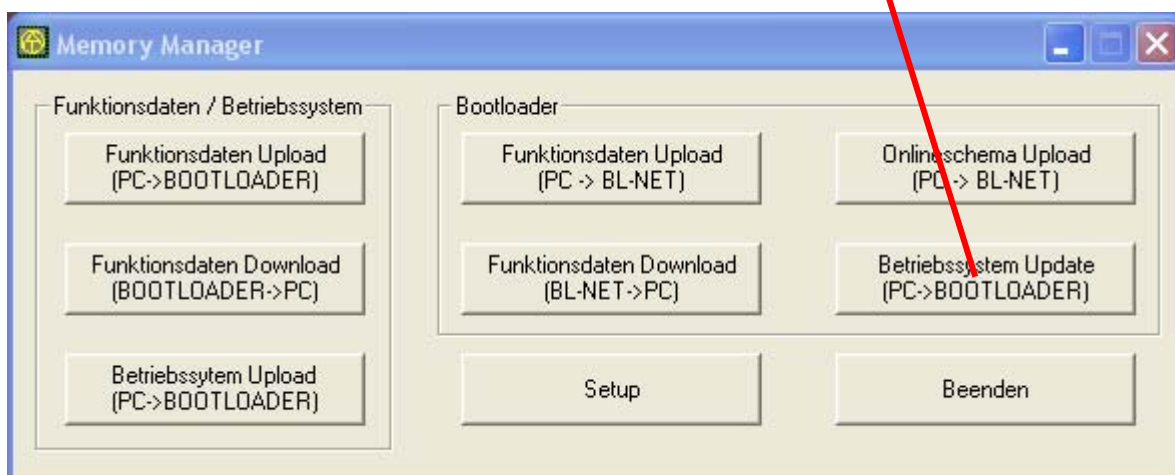 Memory Manager
Funktionsdaten / Betriebssystem
Funktionsdaten Upload
(PC->BOOTLOADER)
Funktionsdaten Download
(BOOTLOADER->PC)
Betriebssytem Upload
(PC->BOOTLOADER)
Bootloader
Funktionsdaten Upload
(PC -> BL-NET)
Onlineschema Upload
(PC -> BL-NET)
Funktionsdaten Download
(BL-NET->PC)
Betriebssystem Update
(PC->BOOTLOADER)
Setup
Beenden